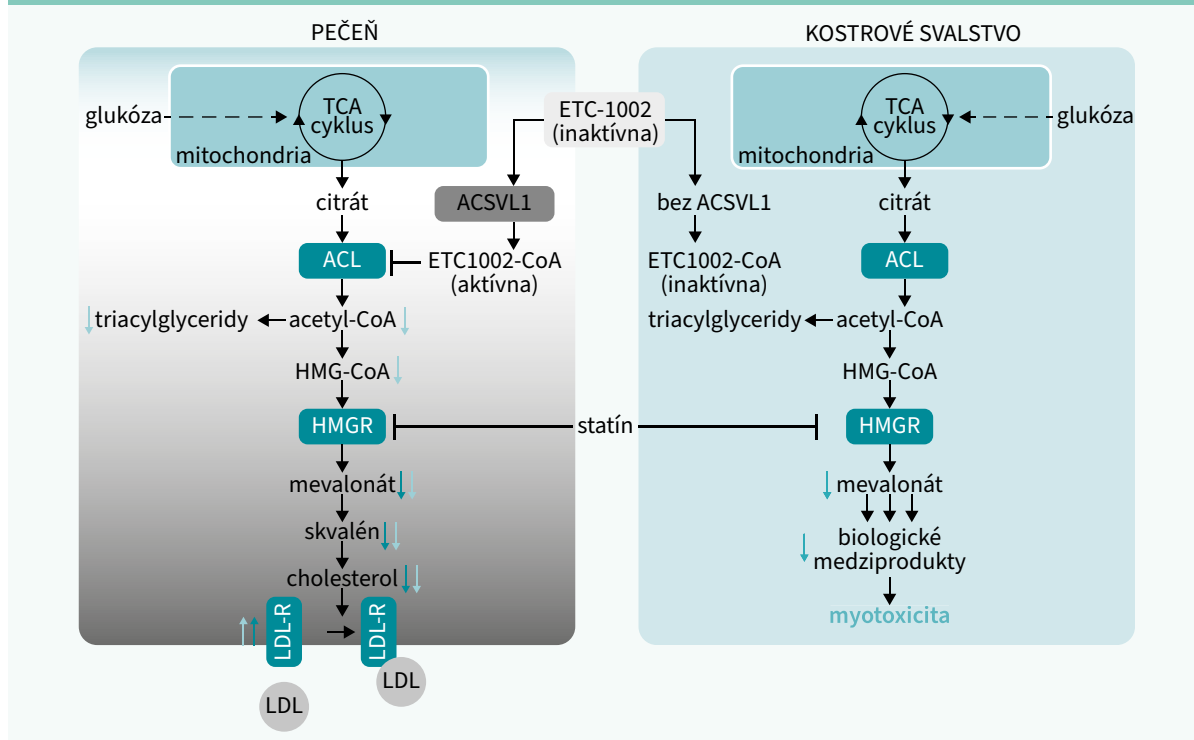 PEČEŇ
KOSTROVÉ SVALSTVO
glukóza
TCA
cyklus
mitochondria
ETC-1002
(inaktívna)
TCA
cyklus
mitochondria
glukóza
citrát
ACSVL1
bez ACSVL1
citrát
ACL
ETC1002-CoA
(aktívna)
ETC1002-CoA
(inaktívna)
ACL
triacylglyceridy
acetyl-CoA
triacylglyceridy
acetyl-CoA
HMG-CoA
HMG-CoA
HMGR
statín
HMGR
mevalonát
mevalonát
skvalén
biologické
medziprodukty
cholesterol
myotoxicita
LDL-R
LDL-R
LDL
LDL